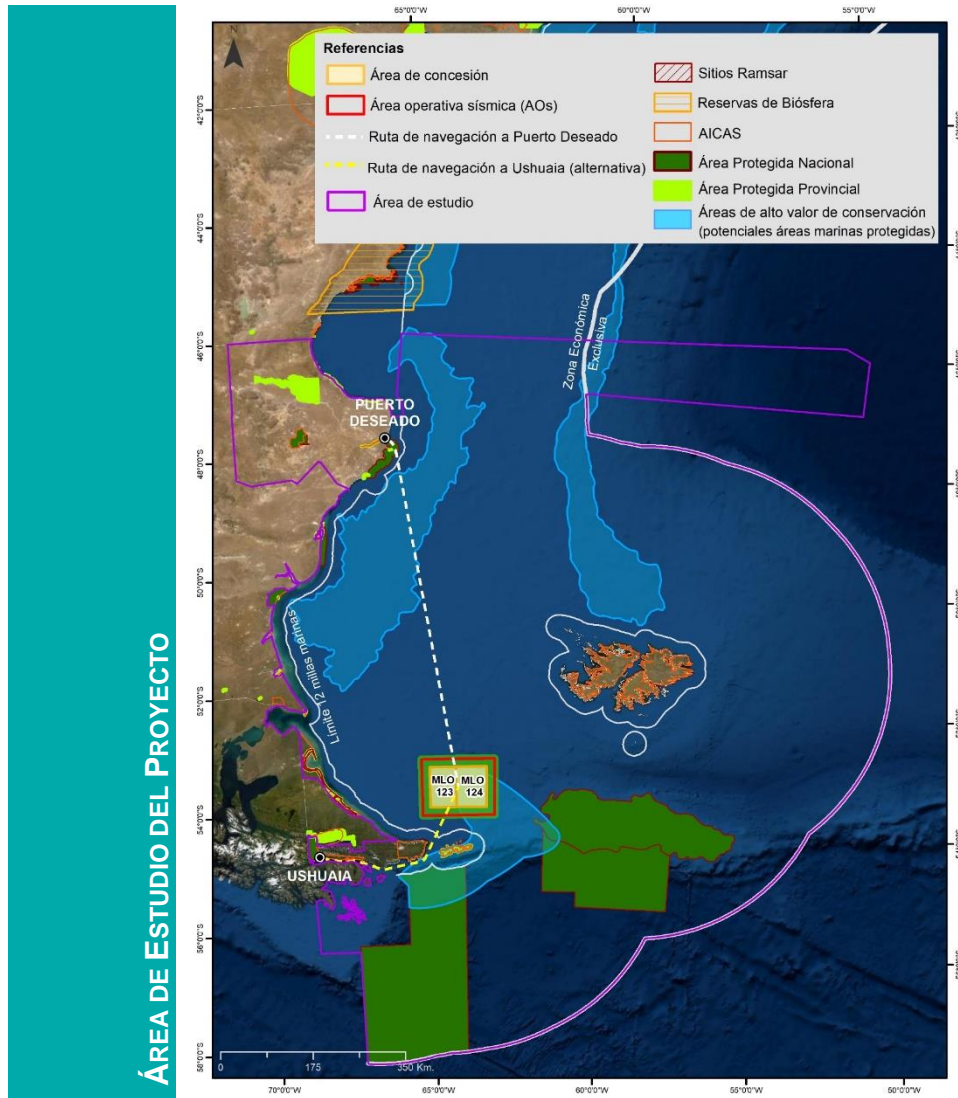 ÁREA DE ESTUDIO DEL PROYECTO
65°0'0"W
60°0'0"W
55°0'0"W
N
Referencias
Área de concesión
Área operativa sísmica (AOs)
Ruta de navegación a Puerto Deseado
Ruta de navegación a Ushuaia (alternativa)
Área de estudio
Sitios Ramsar
Reservas de Biósfera
AICAS
Área Protegida Nacional
Área Protegida Provincial
Áreas de alto valor de conservación
(potenciales áreas marinas protegidas)
42°0'0"S
44°0'0"S
46°0'0"S
48°0'0"S
50°0'0"S
52°0'0"S
54°0'0"S
56°0'0"S
58°0'0"S
Zona Económica
Exclusiva
PUERTO
DESEADO
Límite 12 millas marinas
MLO
123
MLO
124
USHUAIA
0
175
350 Km.
70°0'0"W
65°0'0"W
60°0'0"W
55°0'0"W
50°0'0"W